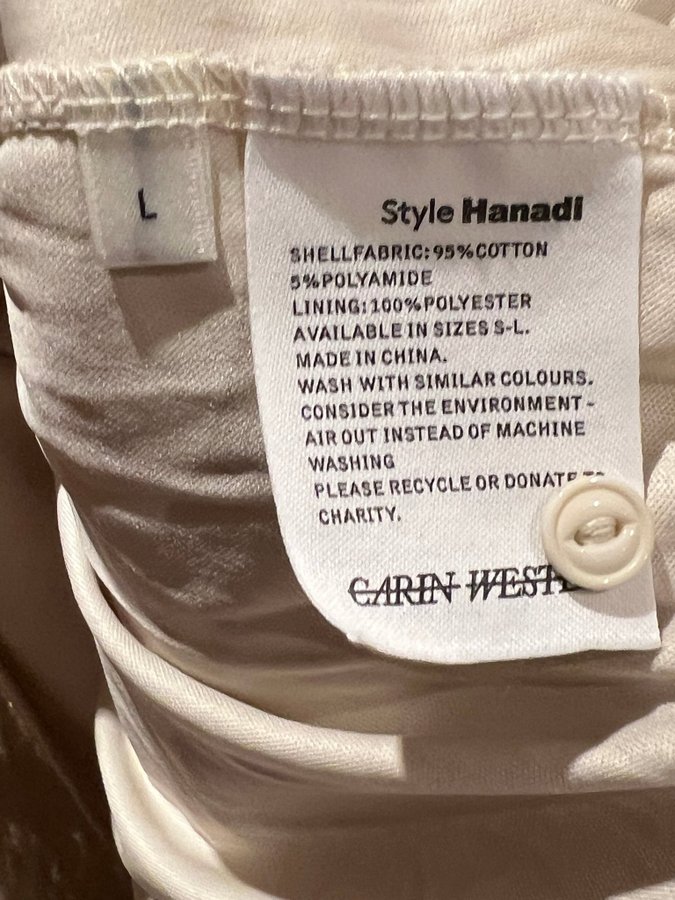 L
Style Hanadi
SHELLFABRIC: 95% COTTON
5% POLYAMIDE
LINING: 100% POLYESTER
AVAILABLE IN SIZES S-L.
MADE IN CHINA.
WASH WITH SIMILAR COLOURS.
CONSIDER THE ENVIRONMENT -
AIR OUT INSTEAD OF MACHINE
WASHING
PLEASE RECYCLE OR DONATE TO
CHARITY.
CARIN